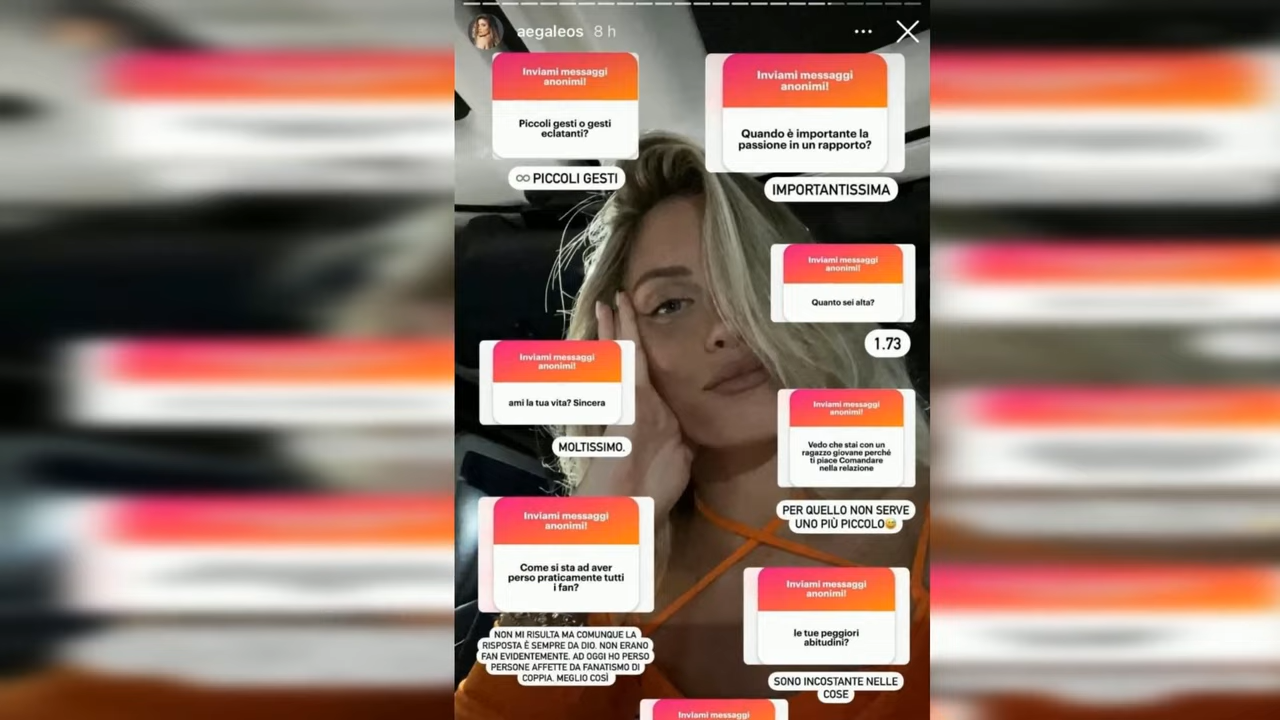 aegaleos 8 h
Inviami messaggi
anonimi!
Piccoli gesti o gesti
eclatanti?
∞ PICCOLI GESTI
Inviami messaggi
anonimi!
Quando è importante la
passione in un rapporto?
IMPORTANTISSIMA
Inviami messaggi
anonimi!
Quanto sei alta?
1.73
Inviami messaggi
anonimi!
ami la tua vita? Sincera
MOLTISSIMO.
Inviami messaggi
anonimi!
Vedo che stai con un
ragazzo giovane perché
ti piace Comandare
nella relazione
PER QUELLO NON SERVE
UNO PIÙ PICCOLO😅
Inviami messaggi
anonimi!
Come si sta ad aver
perso praticamente tutti
i fan?
NON MI RISULTA MA COMUNQUE LA
RISPOSTA È SEMPRE DA DIO. NON ERANO
FAN EVIDENTEMENTE. AD OGGI HO PERSO
PERSONE AFFETTE DA FANATISMO DI
COPPIA. MEGLIO COSÌ
Inviami messaggi
anonimi!
le tue peggiori
abitudini?
SONO INCOSTANTE NELLE
COSE
Inviami messaggi